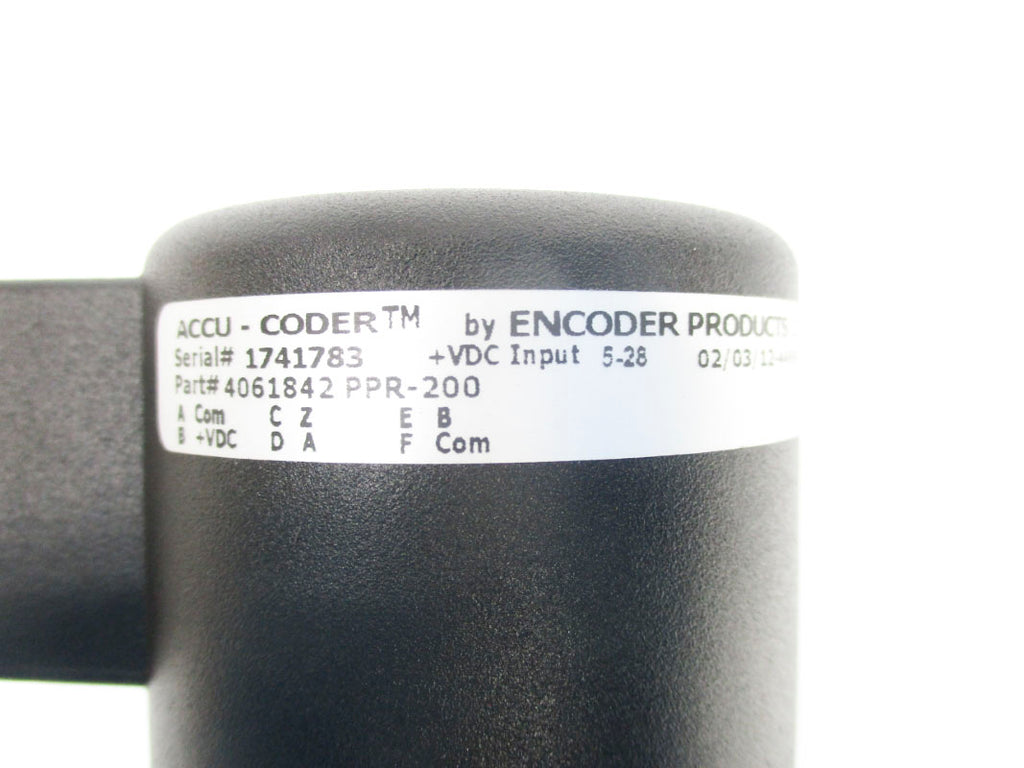 ACCU - CODER™ by ENCODER PRODUCTS
Serial# 1741783 +VDC Input 5-28
Part# 4061842 PPR-200
A Com C Z E B
B +VDC D A F Com